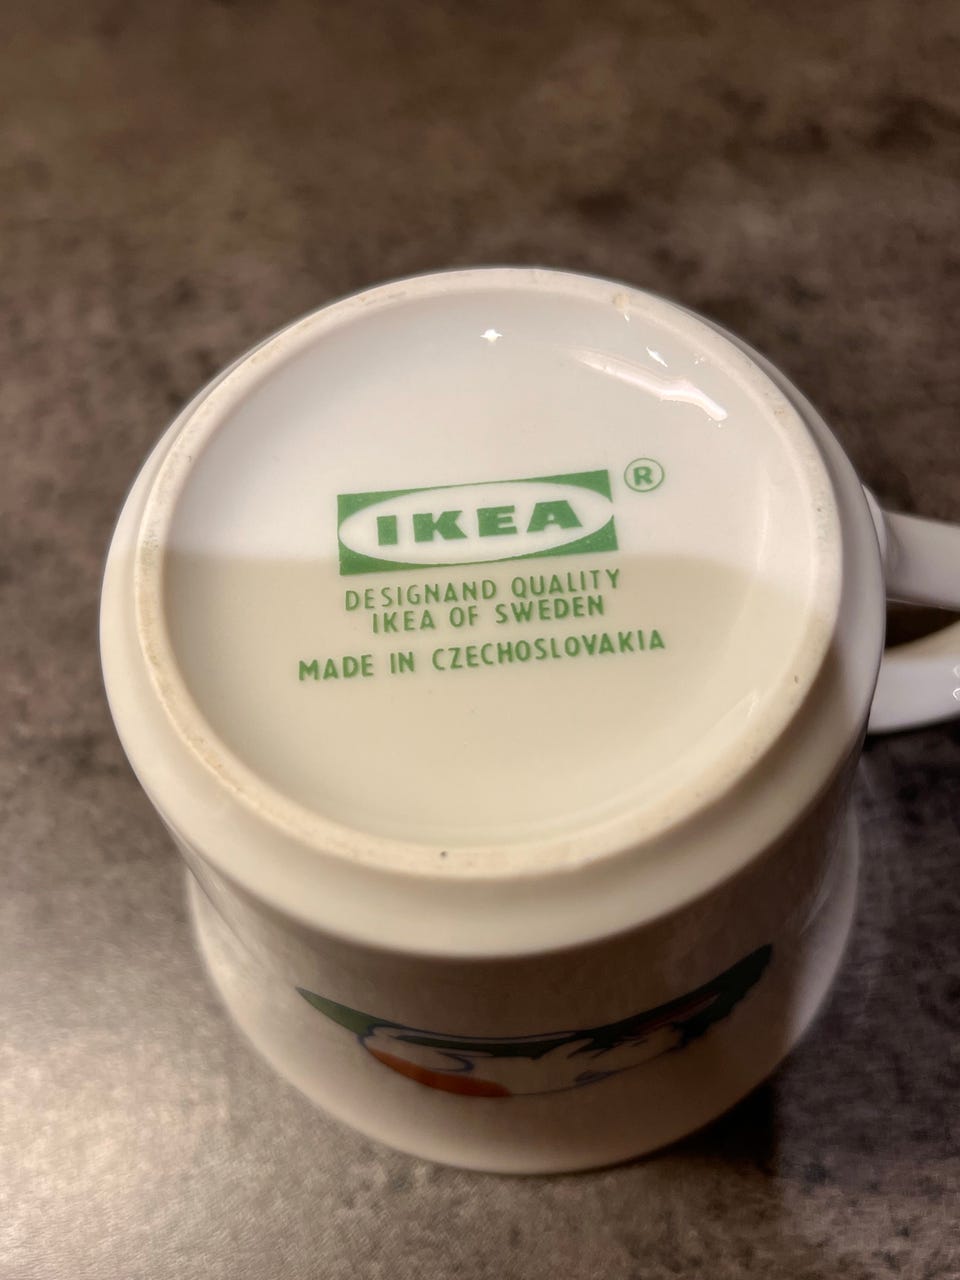 IKEA ®
DESIGNAND QUALITY
IKEA OF SWEDEN
MADE IN CZECHOSLOVAKIA